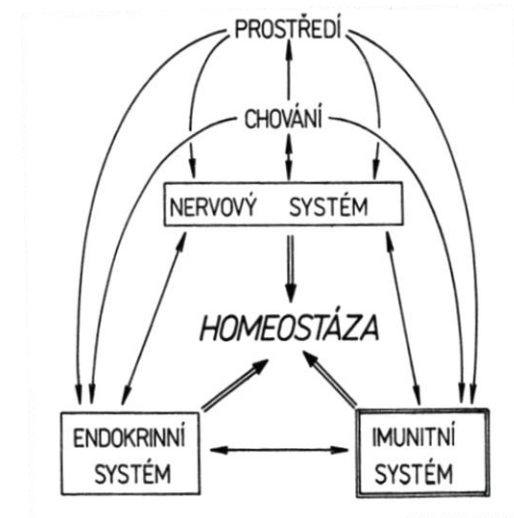 PROSTŘEDÍ
CHOVÁNÍ
NERVOVÝ SYSTÉM
HOMEOSTÁZA
ENDOKRINNÍ
SYSTÉM
IMUNITNÍ
SYSTÉM